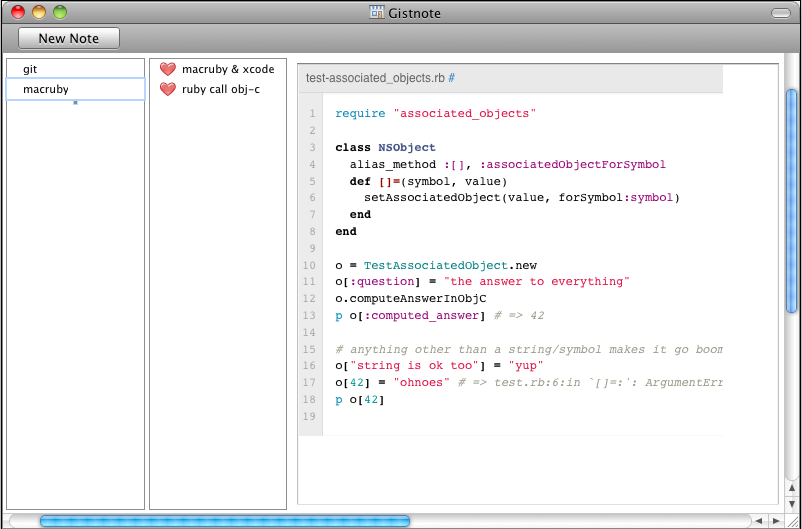 Gistnote
New Note
git
macruby
macruby & xcode
ruby call obj-c
test-associated_objects.rb #
1 require "associated_objects"
2
3 class NSObject
4 alias_method :[], :associatedObjectForSymbol
5 def []=(symbol, value)
6 setAssociatedObject(value, forSymbol:symbol)
7 end
8 end
9
10 o = TestAssociatedObject.new
11 o[:question] = "the answer to everything"
12 o.computeAnswerInObjC
13 p o[:computed_answer] # => 42
14
15 # anything other than a string/symbol makes it go boom
16 o["string is ok too"] = "yup"
17 o[42] = "ohnoes" # => test.rb:6:in `[]=:': ArgumentErr
18 p o[42]
19